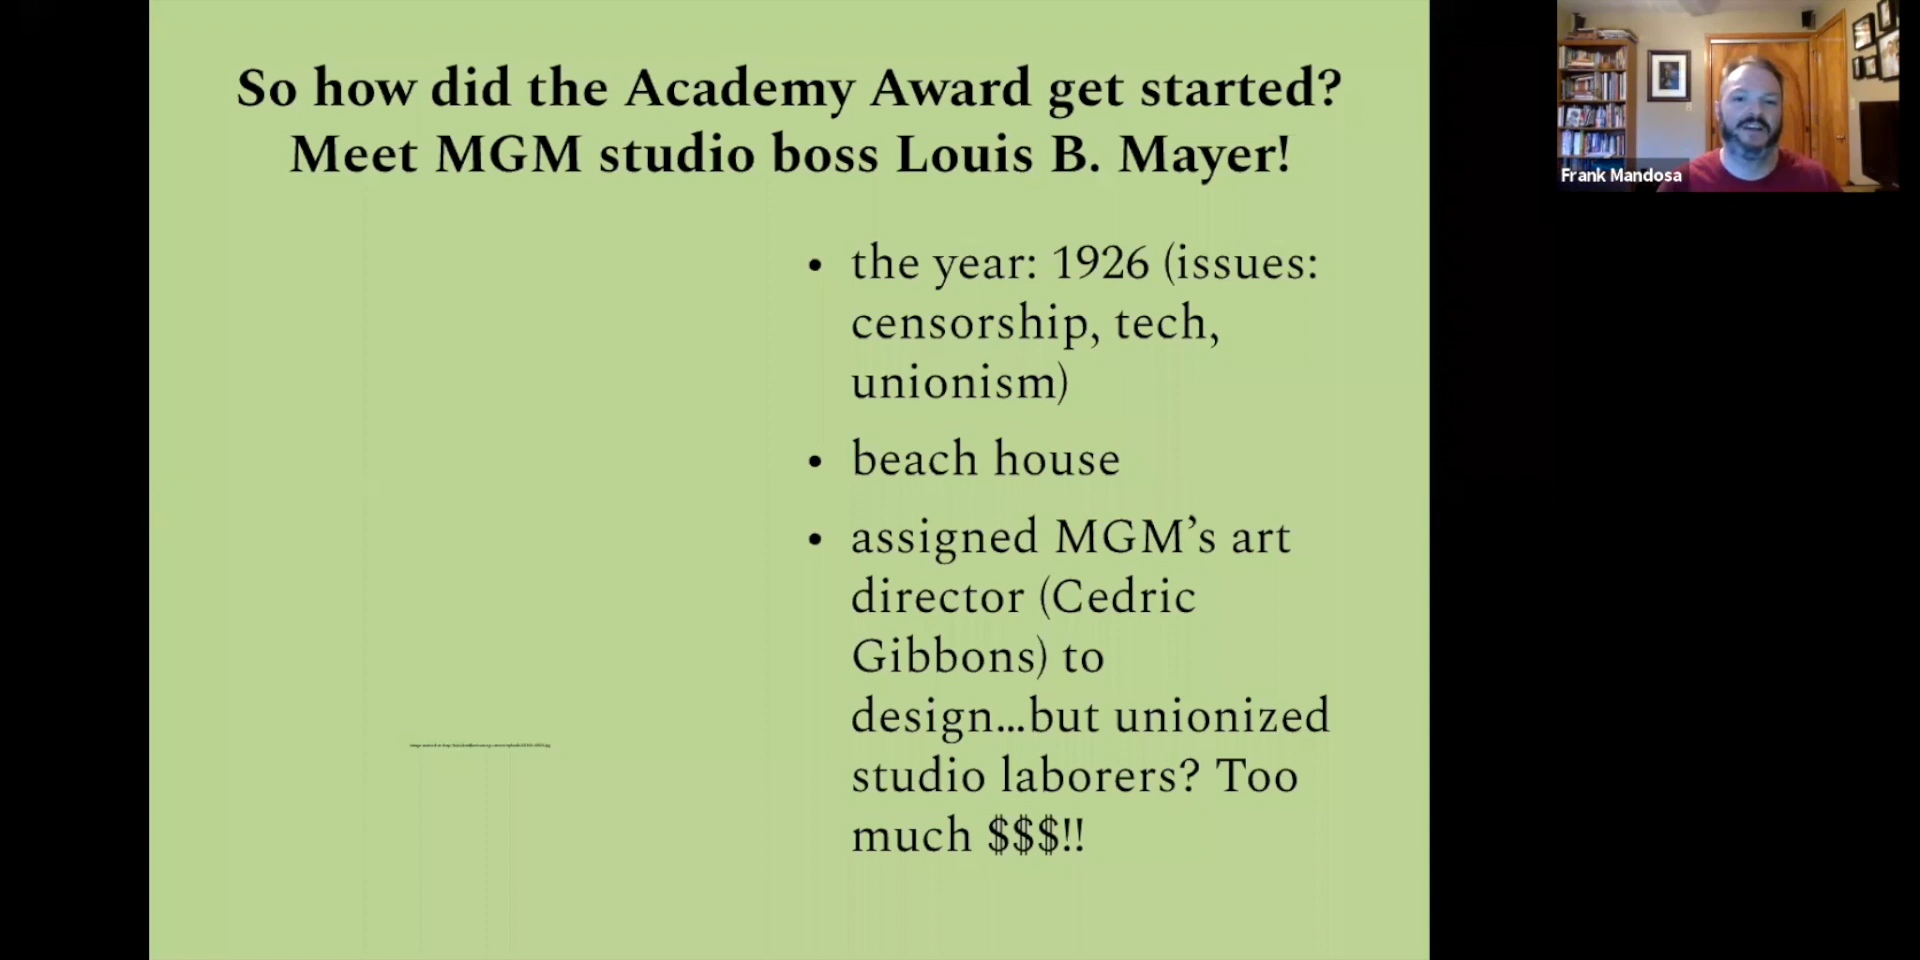 So how did the Academy Award get started?
Meet MGM studio boss Louis B. Mayer!
• the year: 1926 (issues:
censorship, tech,
unionism)
• beach house
• assigned MGM’s art
director (Cedric
Gibbons) to
design...but unionized
studio laborers? Too
much $$$!!
Frank Mandosa